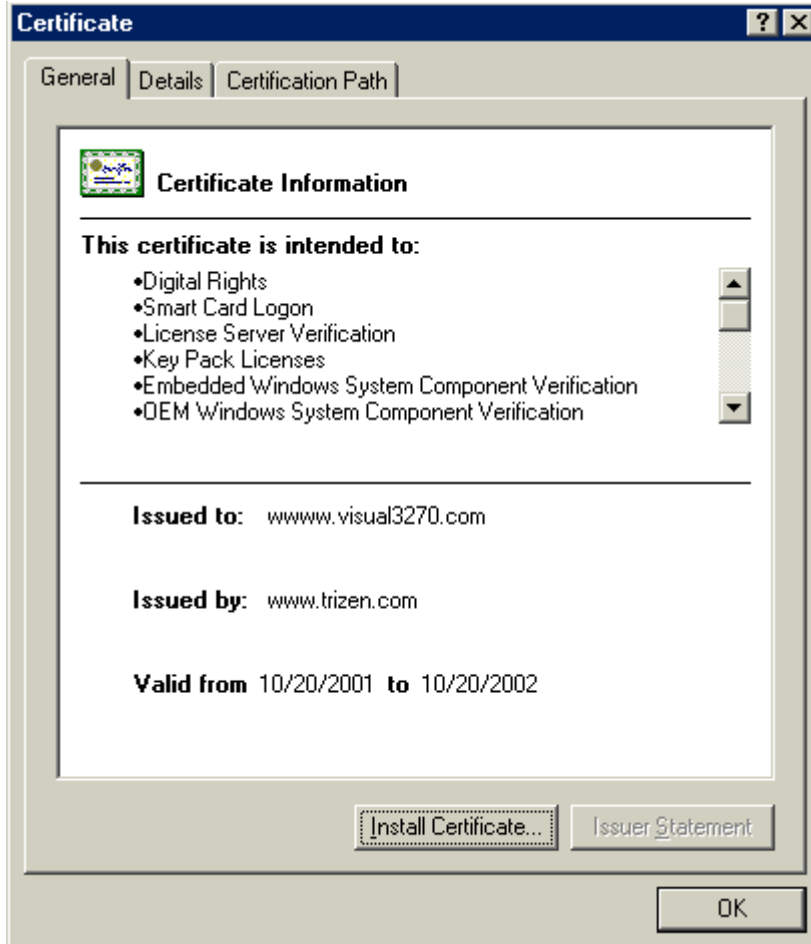 Certificate
General Details Certification Path
Certificate Information
This certificate is intended to:
•Digital Rights
•Smart Card Logon
•License Server Verification
•Key Pack Licenses
•Embedded Windows System Component Verification
•OEM Windows System Component Verification
Issued to: wwww.visual3270.com
Issued by: www.trizen.com
Valid from 10/20/2001 to 10/20/2002
Install Certificate... Issuer Statement
OK